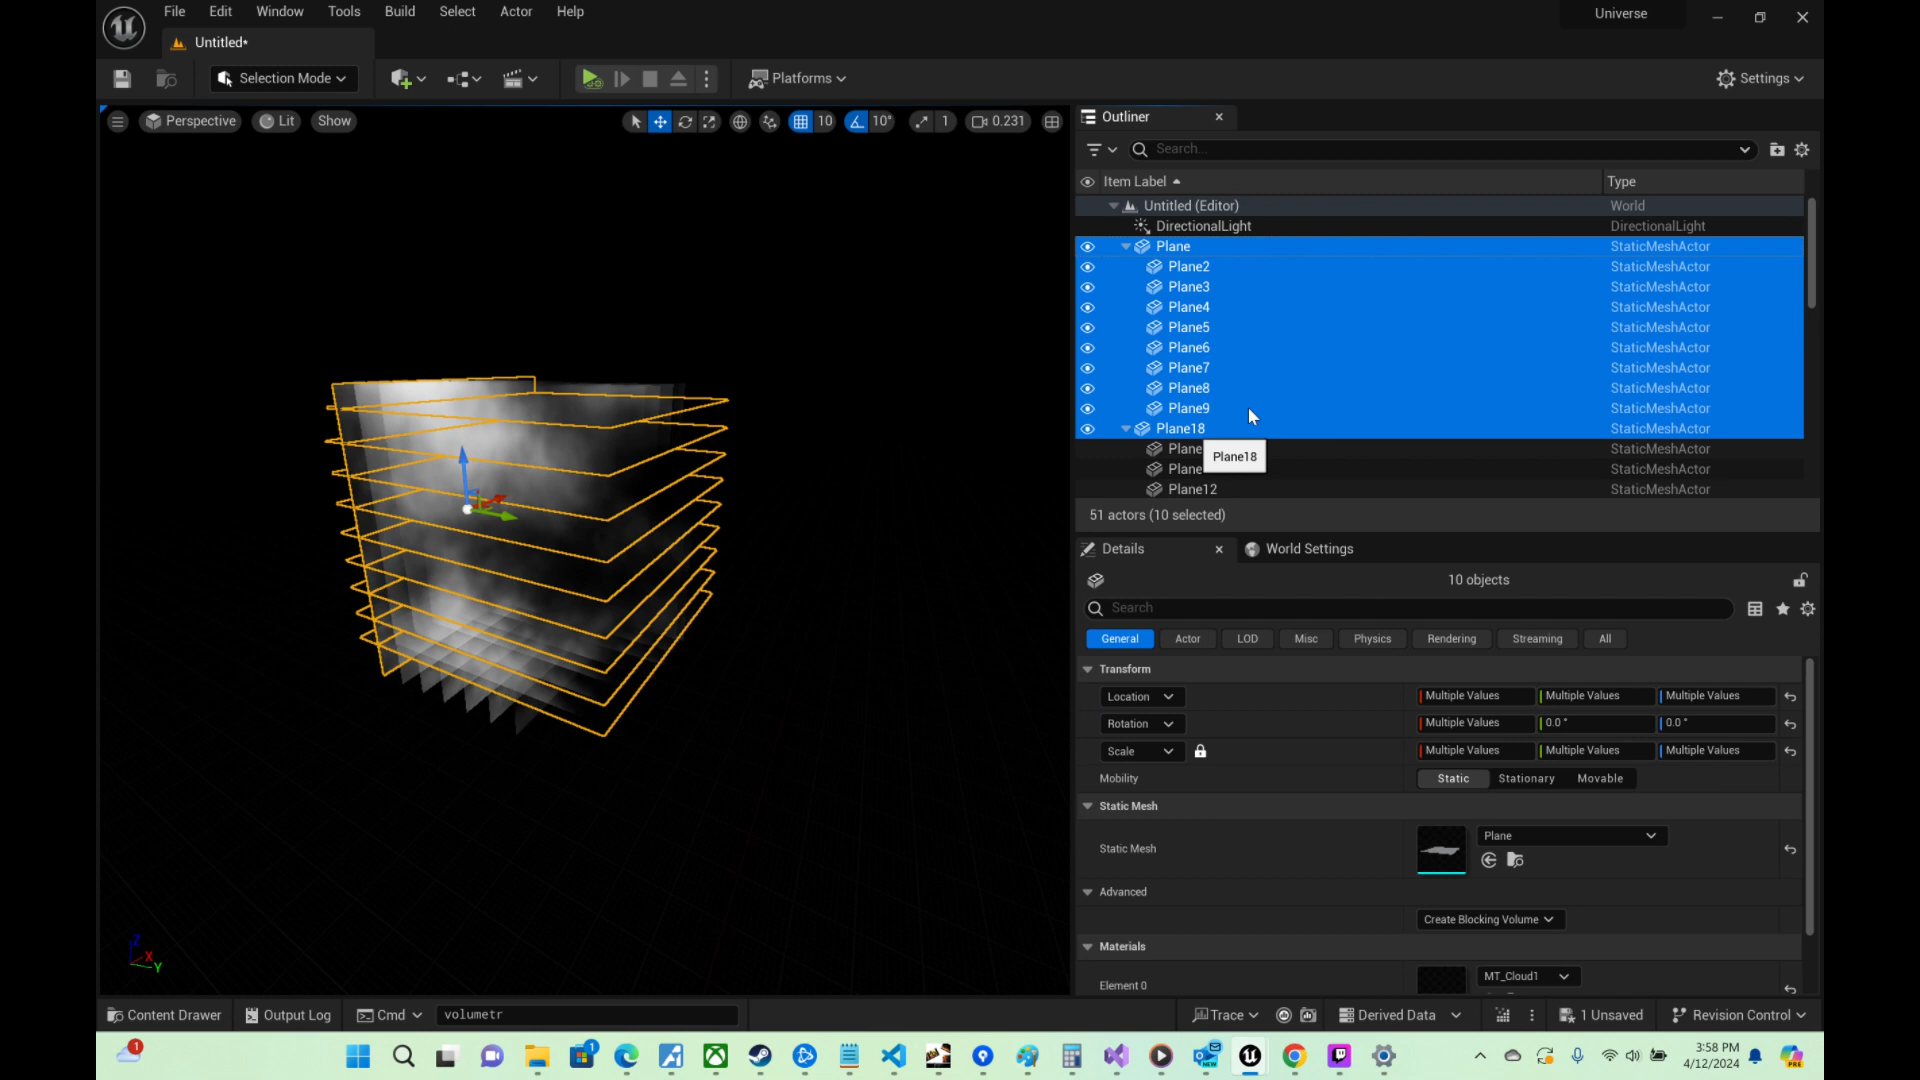 File Edit Window Tools Build Select Actor Help
Universe
Untitled*
Selection Mode
Platforms
Settings
Perspective Lit Show
10 10° 1 0.231
Outliner
Search...
Item Label Type
Untitled (Editor) World
DirectionalLight DirectionalLight
Plane StaticMeshActor
Plane2 StaticMeshActor
Plane3 StaticMeshActor
Plane4 StaticMeshActor
Plane5 StaticMeshActor
Plane6 StaticMeshActor
Plane7 StaticMeshActor
Plane8 StaticMeshActor
Plane9 StaticMeshActor
Plane18 StaticMeshActor
Plane StaticMeshActor
Plane18
Plane StaticMeshActor
Plane12 StaticMeshActor
51 actors (10 selected)
Details World Settings
10 objects
Search
General Actor LOD Misc Physics Rendering Streaming All
Transform
Location Multiple Values Multiple Values Multiple Values
Rotation Multiple Values 0.0 ° 0.0 °
Scale Multiple Values Multiple Values Multiple Values
Mobility Static Stationary Movable
Static Mesh
Static Mesh Plane
Advanced
Create Blocking Volume
Materials
Element 0 MT_Cloud1
Z
X
Y
Content Drawer Output Log Cmd volumetr Trace Derived Data 1 Unsaved Revision Control
1
1
NEW
PRE
3:58 PM
4/12/2024